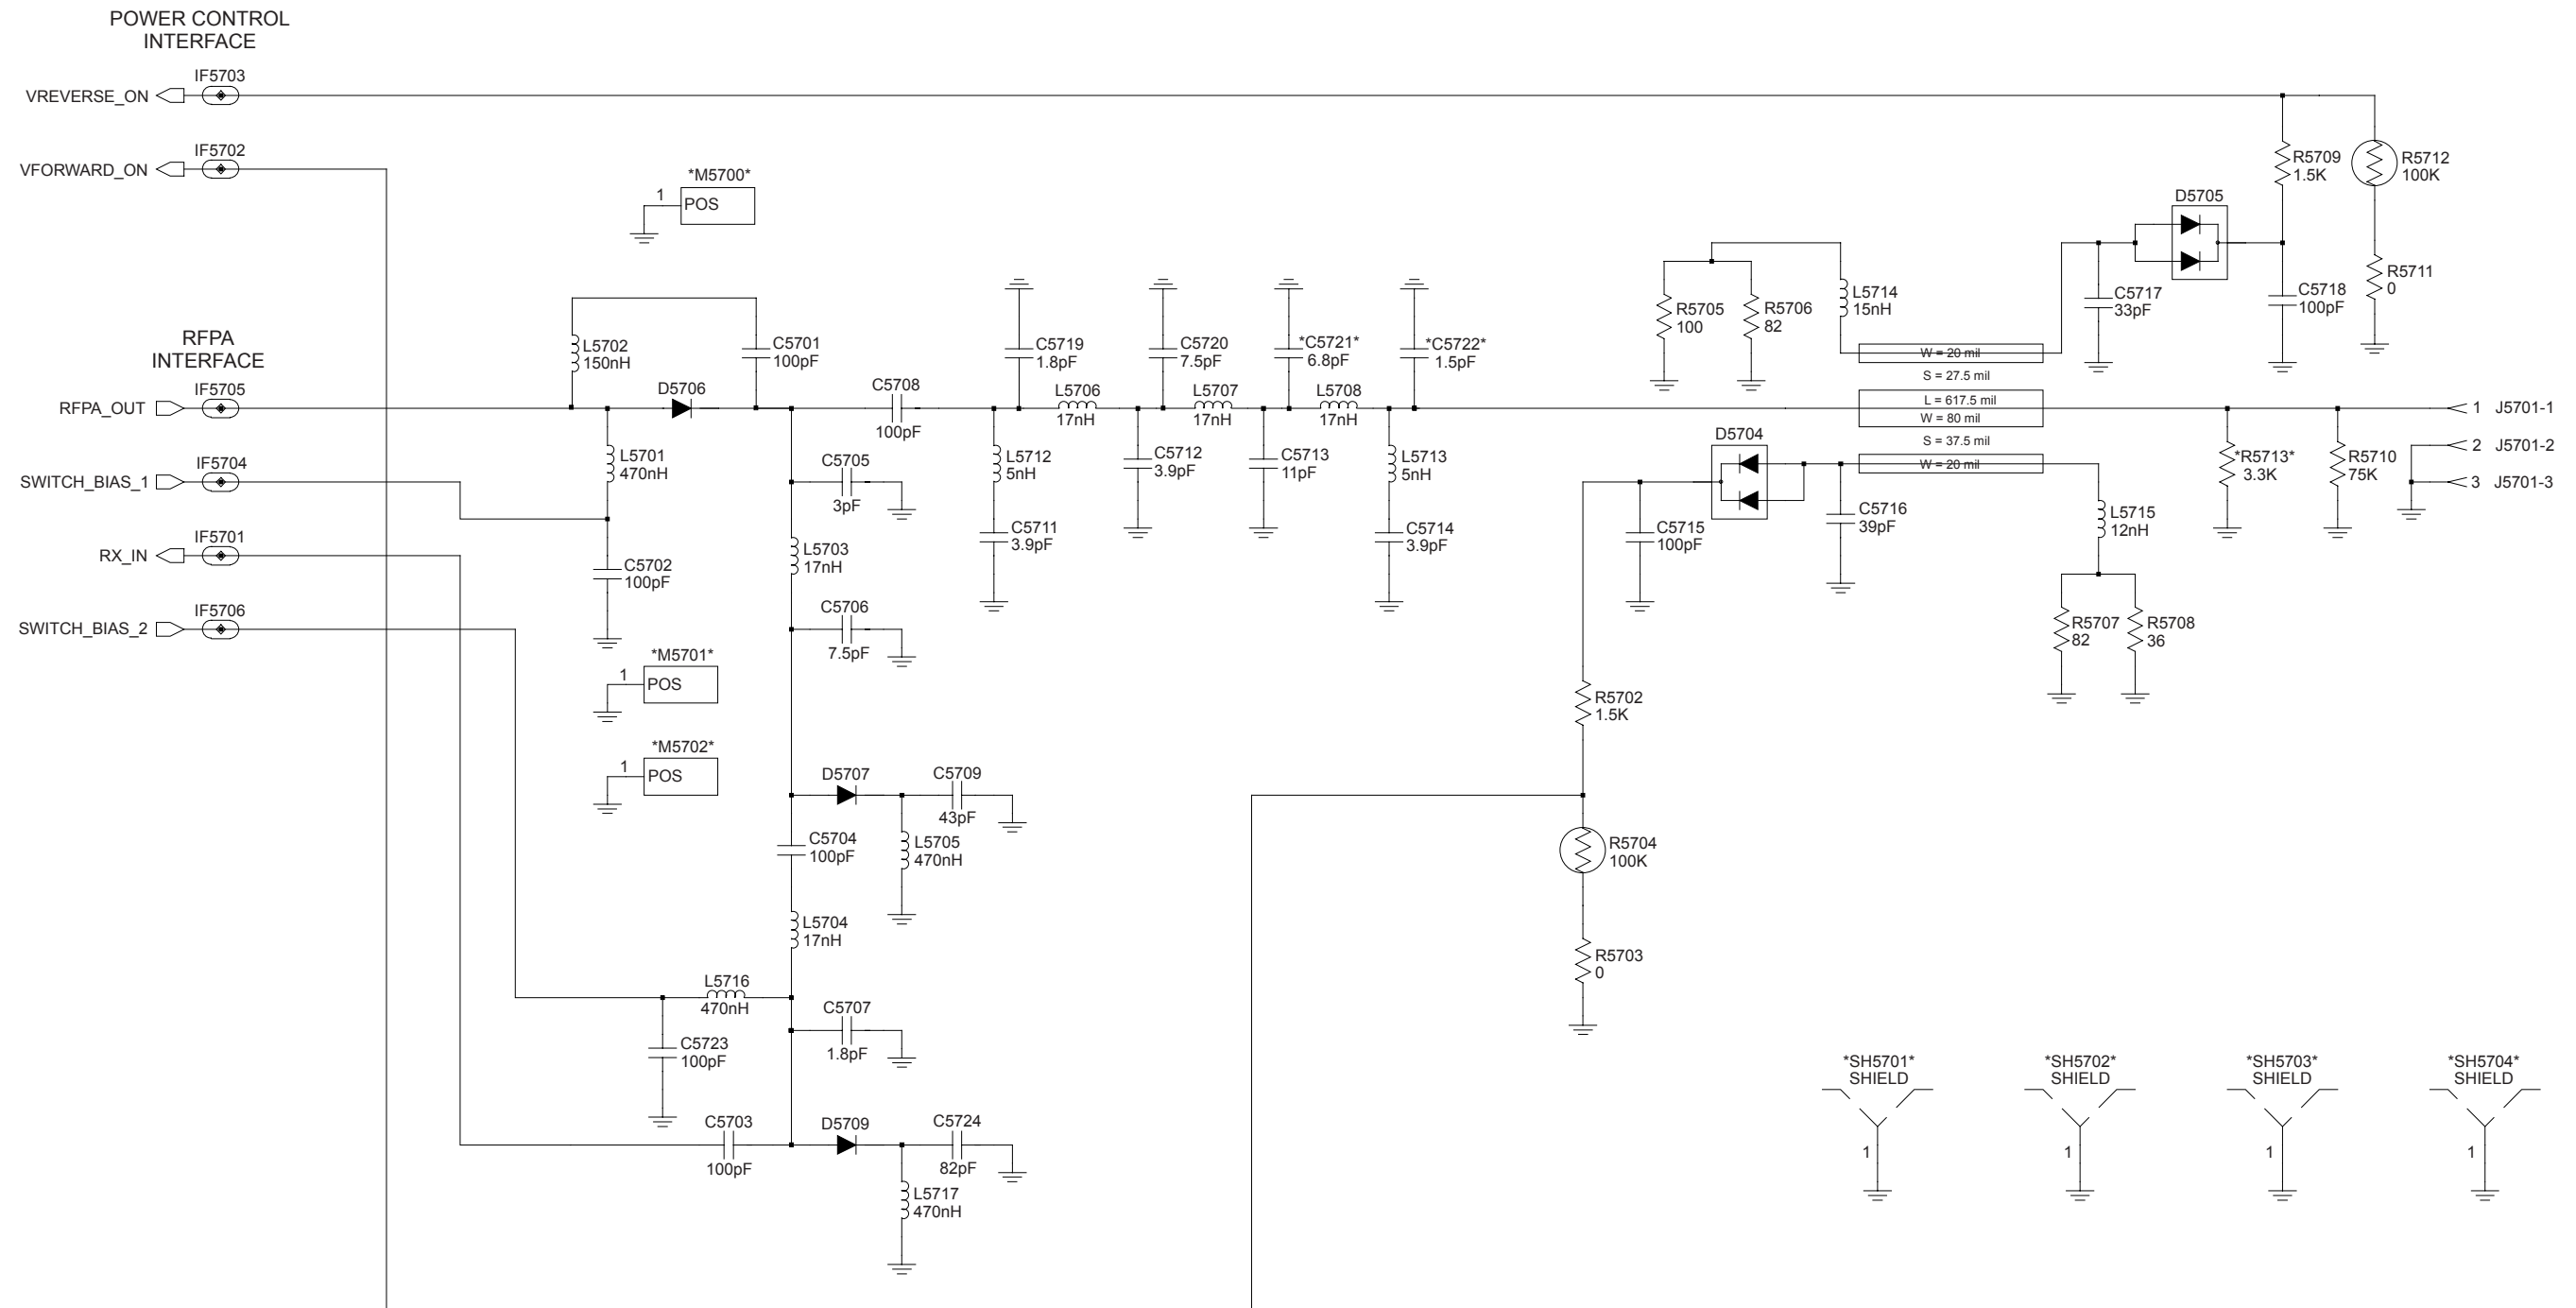 POWER CONTROL
INTERFACE
IF5703
VREVERSE_ON
IF5702
VFORWARD_ON
*M5700*
1
POS
R5709
1.5K
R5712
100K
D5705
R5711
0
C5717
33pF
C5718
100pF
L5714
15nH
R5705
100
R5706
82
W = 20 mil
S = 27.5 mil
L = 617.5 mil
W = 80 mil
S = 37.5 mil
W = 20 mil
RFPA
INTERFACE
IF5705
RFPA_OUT
IF5704
SWITCH_BIAS_1
IF5701
RX_IN
IF5706
SWITCH_BIAS_2
L5702
150nH
C5701
100pF
D5706
C5708
100pF
C5719
1.8pF
C5720
7.5pF
*C5721*
6.8pF
*C5722*
1.5pF
L5706
17nH
L5707
17nH
L5708
17nH
L5701
470nH
C5702
100pF
C5705
3pF
L5703
17nH
C5706
7.5pF
L5712
5nH
C5711
3.9pF
C5712
3.9pF
C5713
11pF
L5713
5nH
C5714
3.9pF
D5704
C5715
100pF
C5716
39pF
L5715
12nH
R5707
82
R5708
36
*R5713*
3.3K
R5710
75K
1 J5701-1
2 J5701-2
3 J5701-3
*M5701*
1
POS
*M5702*
1
POS
D5707
C5709
43pF
C5704
100pF
L5705
470nH
L5704
17nH
L5716
470nH
C5723
100pF
C5707
1.8pF
C5703
100pF
D5709
C5724
82pF
L5717
470nH
R5702
1.5K
R5704
100K
R5703
0
*SH5701*
SHIELD
1
*SH5702*
SHIELD
1
*SH5703*
SHIELD
1
*SH5704*
SHIELD
1